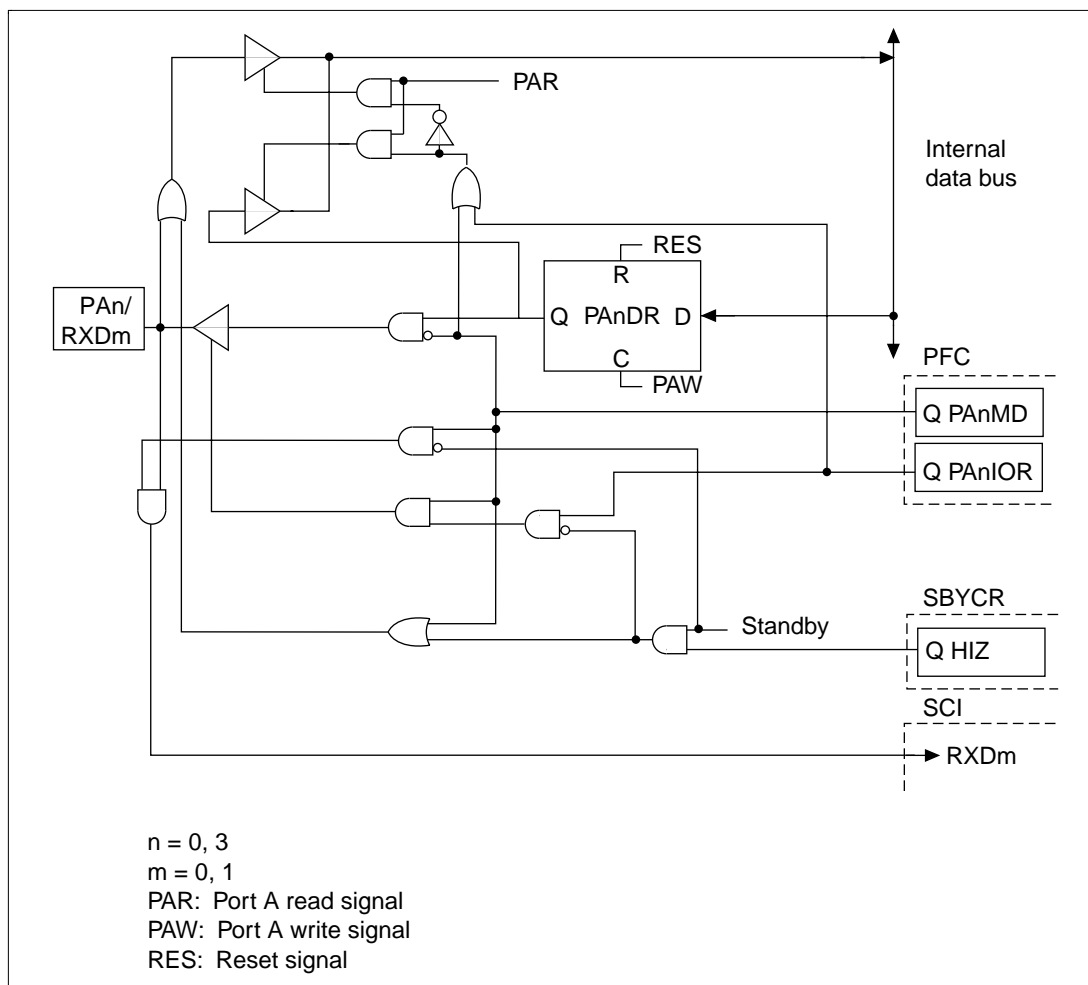 PAR
Internal
data bus
RES
R
PAn/
RXDm
Q PAnDR D
C
PAW
PFC
Q PAnMD
Q PAnIOR
SBYCR
Standby
Q HIZ
SCI
RXDm
n = 0, 3
m = 0, 1
PAR: Port A read signal
PAW: Port A write signal
RES: Reset signal